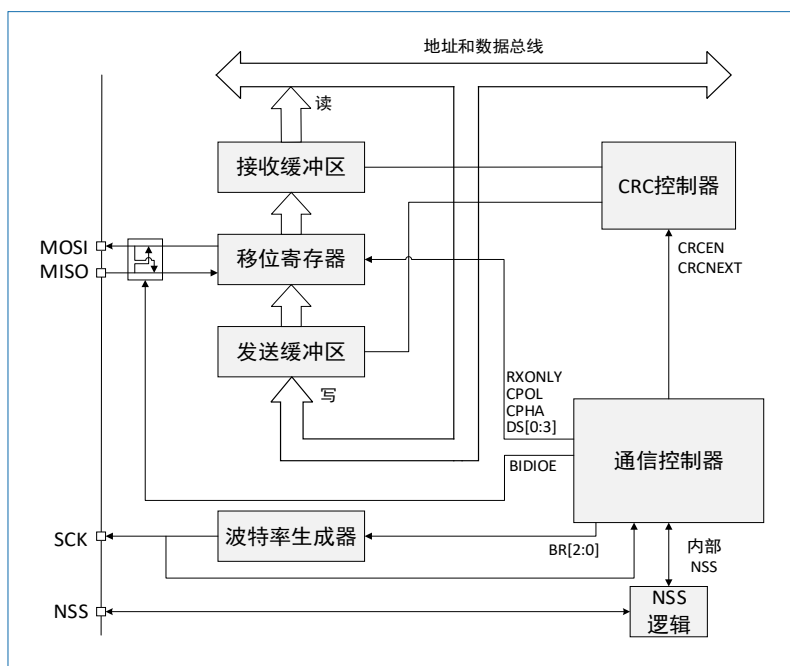 地址和数据总线
读
接收缓冲区
CRC控制器
MOSI
MISO
移位寄存器
CRCEN
CRCNEXT
发送缓冲区
写
RXONLY
CPOL
CPHA
DS[0:3]
BIDIOE
通信控制器
SCK
波特率生成器
BR[2:0]
内部
NSS
NSS
NSS
逻辑